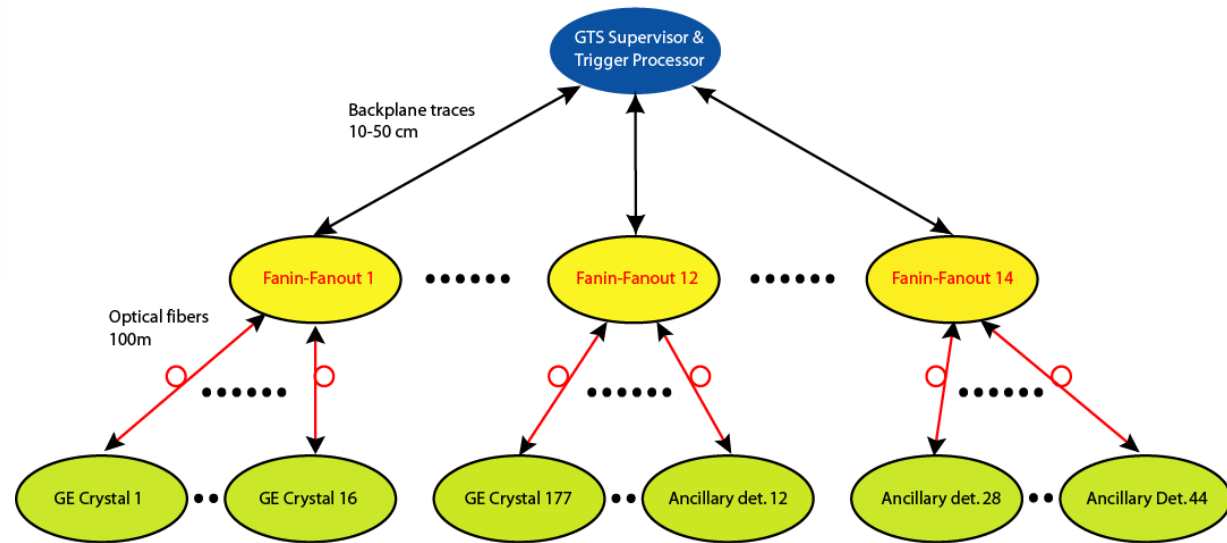 GTS Supervisor &
Trigger Processor
Backplane traces
10-50 cm
Fanin-Fanout 1
Fanin-Fanout 12
Fanin-Fanout 14
Optical fibers
100m
GE Crystal 1
GE Crystal 16
GE Crystal 177
Ancillary det. 12
Ancillary det. 28
Ancillary Det. 44